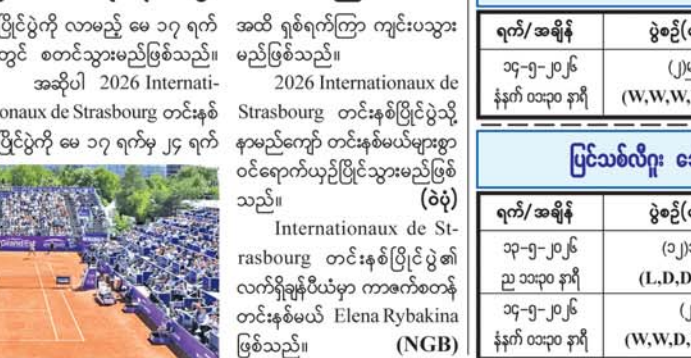 ပြိုင်ပွဲကို လာမည့် မေ ၁၇ ရက်
တွင် စတင်သွားမည်ဖြစ်သည်။
အဆိုပါ 2026 Internati-
onaux de Strasbourg တင်းနစ်
ပြိုင်ပွဲကို မေ ၁၇ ရက်မှ ၂၄ ရက်
အထိ ရှစ်ရက်ကြာ ကျင်းပသွား
မည်ဖြစ်သည်။
2026 Internationaux de
Strasbourg တင်းနစ်ပြိုင်ပွဲသို့
နာမည်ကျော် တင်းနစ်မယ်များစွာ
ဝင်ရောက်ယှဉ်ပြိုင်သွားမည်ဖြစ်
သည်။ (ဝဲပုံ)
Internationaux de St-
rasbourg တင်းနစ်ပြိုင်ပွဲ၏
လက်ရှိချန်ပီယံမှာ ကာဇက်စတန်
တင်းနစ်မယ် Elena Rybakina
ဖြစ်သည်။ (NGB)
ရက်/အချိန် ပွဲစဉ်(
၁၄-၅-၂၀၂၆ (၂)
နံနက် ၀၁:၃၀ နာရီ (W,W,W,
ပြင်သစ်လိဂူး
ရက်/အချိန် ပွဲစဉ်(
၁၃-၅-၂၀၂၆ (၁၂)
ည ၁၁:၃၀ နာရီ (L,D,D
၁၄-၅-၂၀၂၆
နံနက် ၀၁:၃၀ နာရီ (W,W,D,